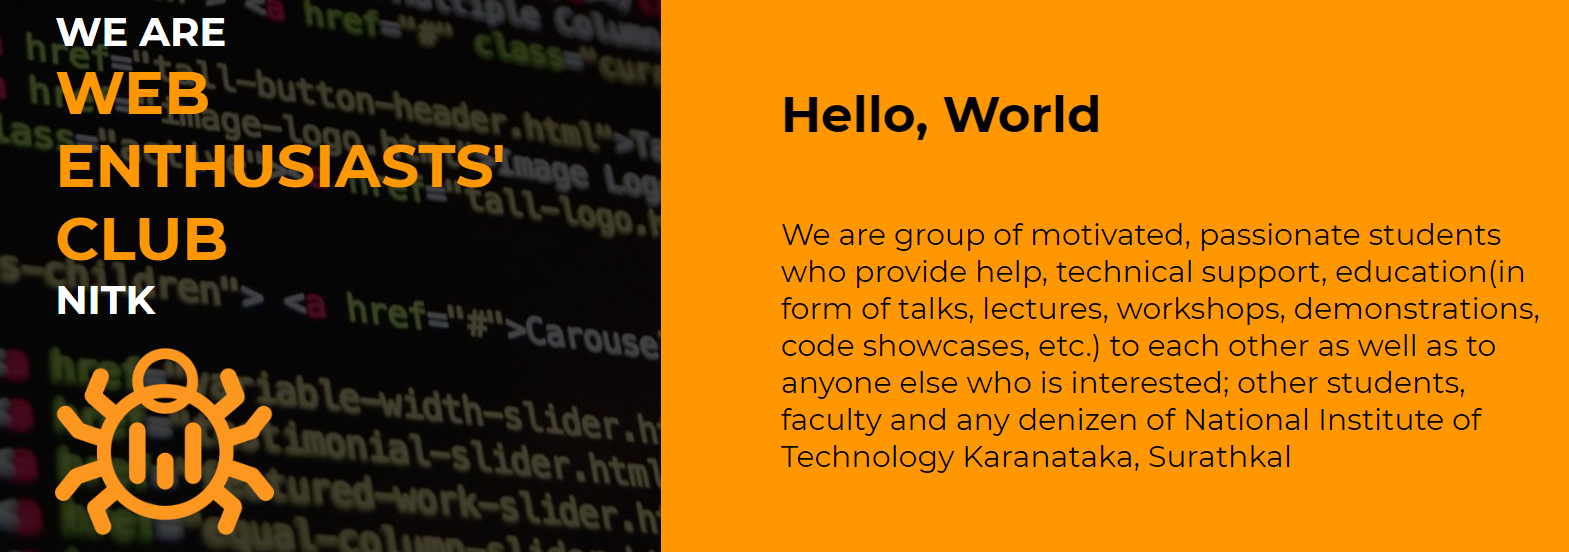 WE ARE
WEB
ENTHUSIASTS'
CLUB
NITK
Hello, World
We are group of motivated, passionate students
who provide help, technical support, education(in
form of talks, lectures, workshops, demonstrations,
code showcases, etc.) to each other as well as to
anyone else who is interested; other students,
faculty and any denizen of National Institute of
Technology Karanataka, Surathkal